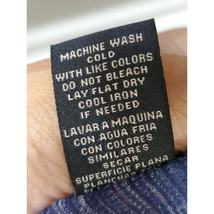 MACHINE WASH
COLD
WITH LIKE COLORS
DO NOT BLEACH
LAY FLAT DRY
COOL IRON
IF NEEDED
LAVAR A MAQUINA
CON AGUA FRIA
CON COLORES
SIMILARES
SECAR
SUPERFICIE PLANA